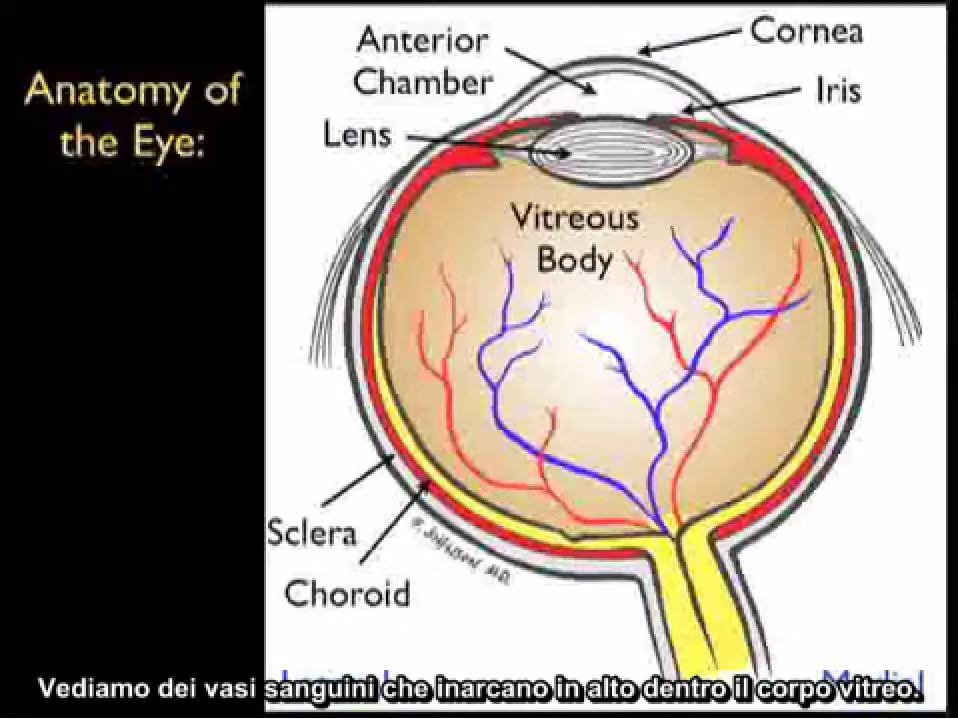 Anatomy of
the Eye:
Anterior
Chamber
Cornea
Iris
Lens
Vitreous
Body
Sclera
Choroid
Medial
Vediamo dei vasi sanguini che inarcano in alto dentro il corpo vitreo.